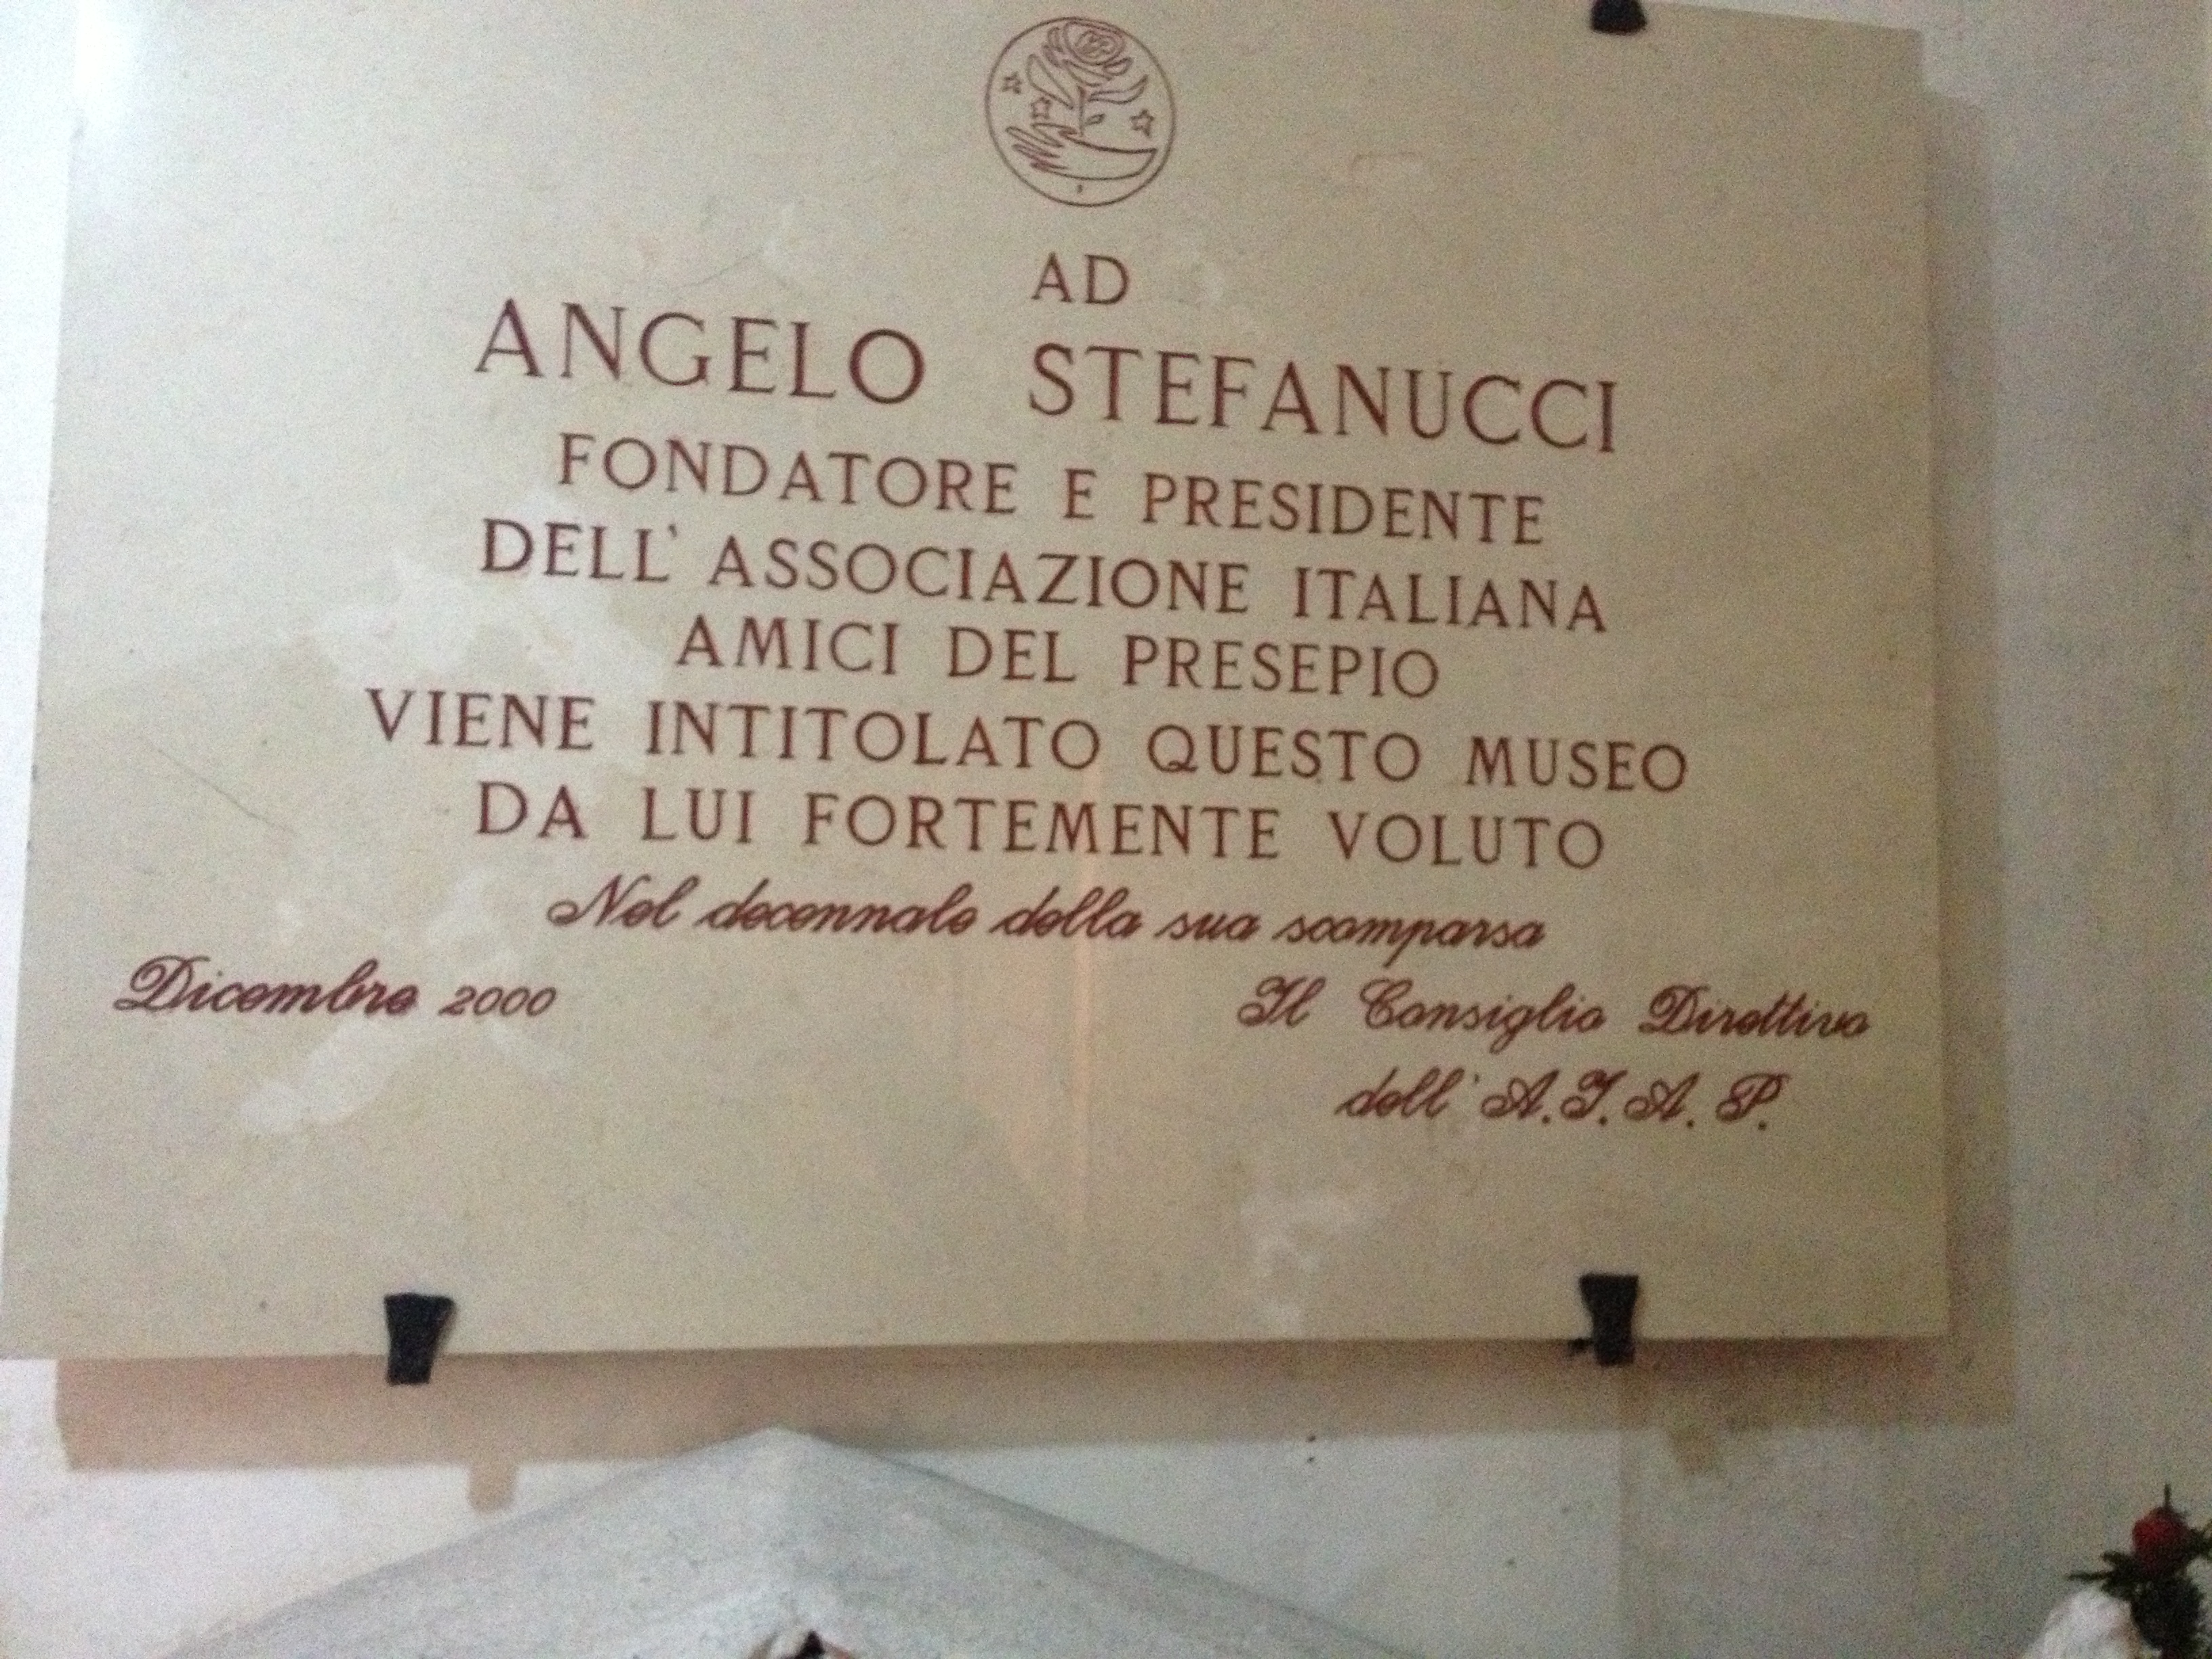 AD
ANGELO STEFANUCCI
FONDATORE E PRESIDENTE
DELL' ASSOCIAZIONE ITALIANA
AMICI DEL PRESEPIO
VIENE INTITOLATO QUESTO MUSEO
DA LUI FORTEMENTE VOLUTO
Nel decennale della sua scomparsa
Dicembre 2000
Il Consiglio Direttivo
dell' A.I.A.P.